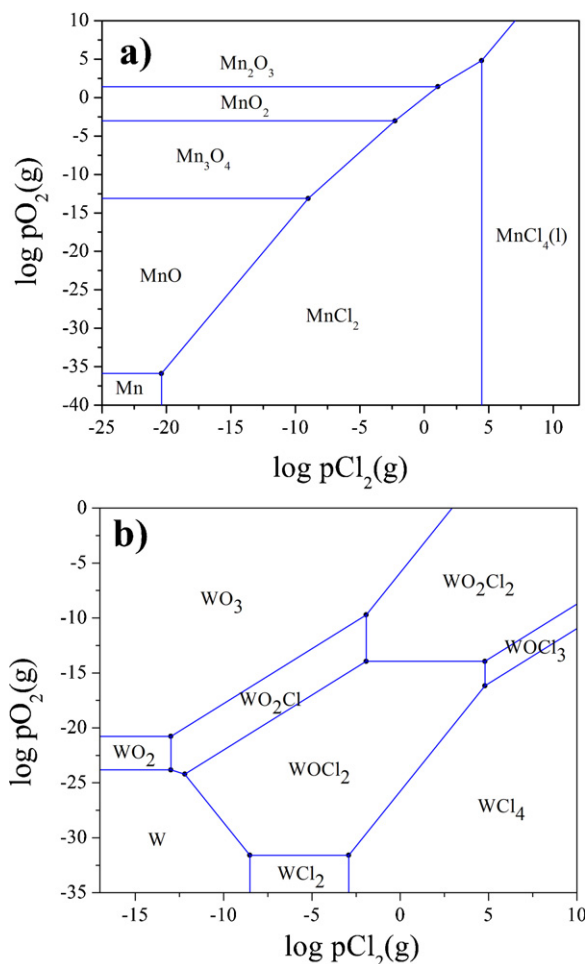 a)
10
5
0
-5
-10
-15
-20
-25
-30
-35
-40
log pO₂(g)
Mn₂O₃
MnO₂
Mn₃O₄
MnO
MnCl₂
MnCl₄(l)
Mn
-25 -20 -15 -10 -5 0 5 10
log pCl₂(g)
b)
0
-5
-10
-15
-20
-25
-30
-35
log pO₂(g)
WO₃
WO₂Cl₂
WOCl₃
WO₂Cl
WO₂
WOCl₂
WCl₄
W
WCl₂
-15 -10 -5 0 5 10
log pCl₂(g)